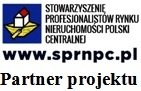 STOWARZYSZENIE
PROFESJONALISTÓW RYNKU
NIERUCHOMOŚCI POLSKI
CENTRALNEJ
www.sprnpc.pl
Partner projektu